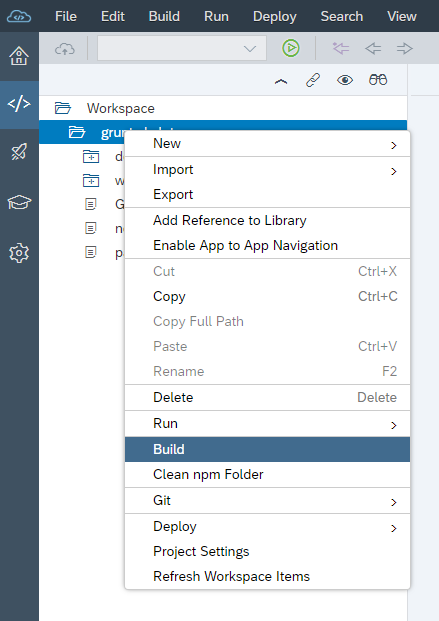 File Edit Build Run Deploy Search View
Workspace
New
Import
Export
Add Reference to Library
Enable App to App Navigation
Cut Ctrl+X
Copy Ctrl+C
Copy Full Path
Paste Ctrl+V
Rename F2
Delete Delete
Run
Build
Clean npm Folder
Git
Deploy
Project Settings
Refresh Workspace Items